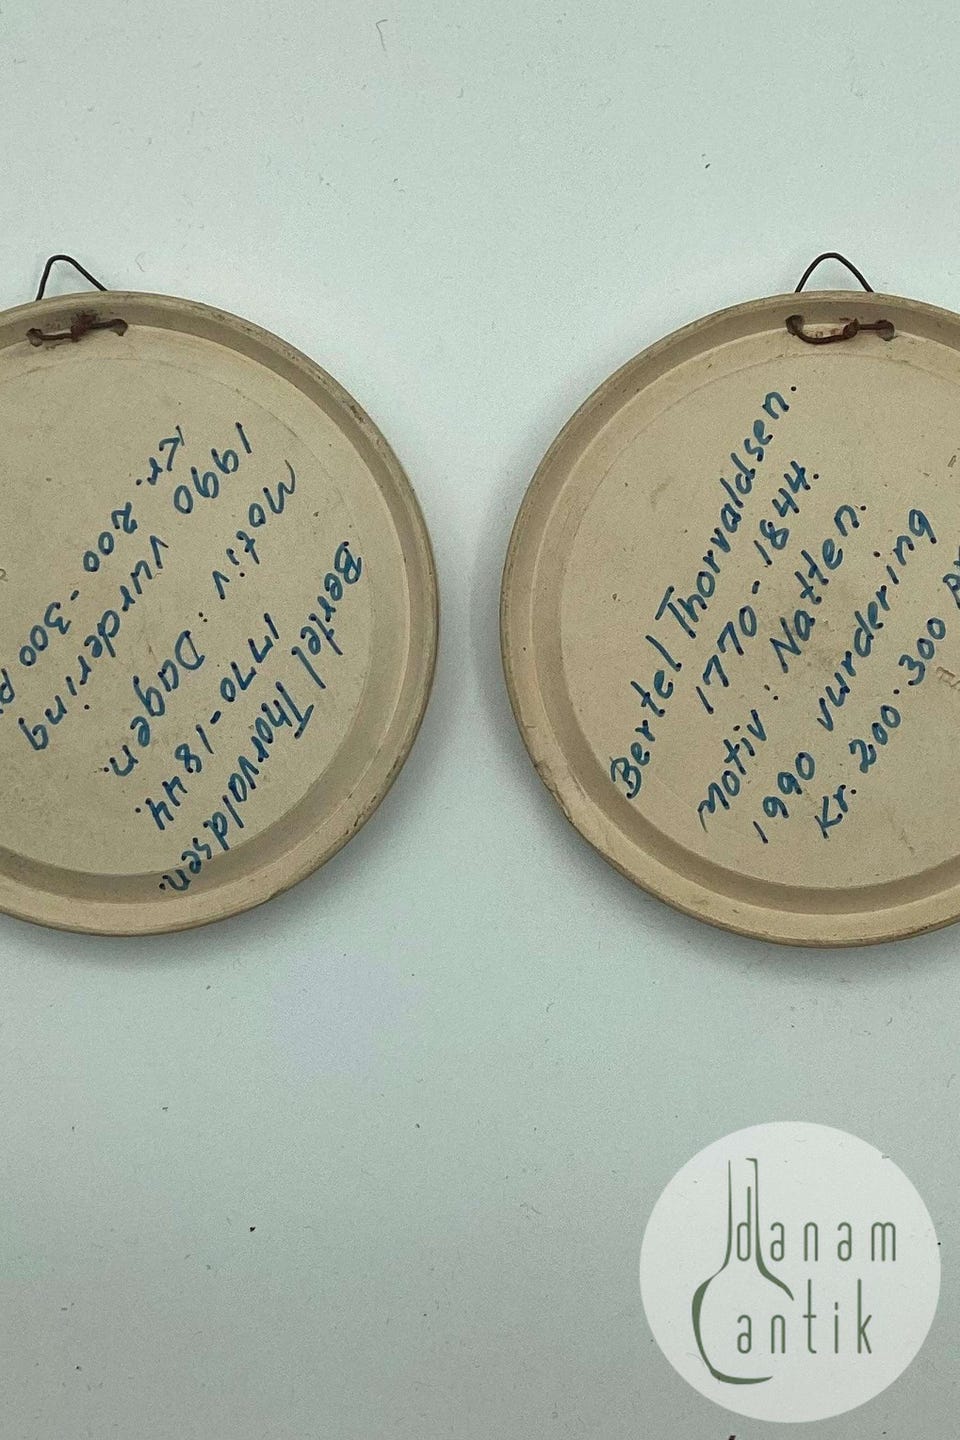 Bertel Thorvaldsen.
1770-1844.
Motiv: Dagen.
1990 vurdering
Kr. 200-300
Bertel Thorvaldsen.
1770-1844.
Motiv: Natten.
1990 vurdering
Kr. 200-300
danam
antik